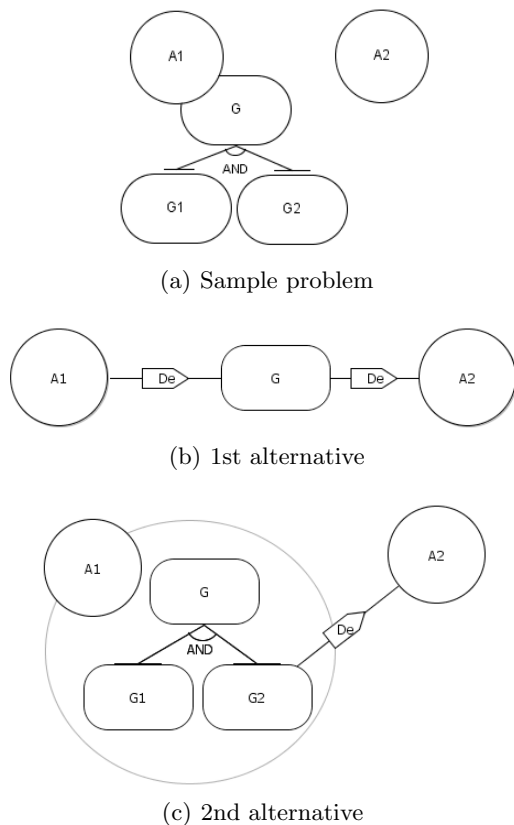 A1
A2
G
AND
G1
G2
(a) Sample problem
A1
De
G
De
A2
(b) 1st alternative
A2
A1
G
De
AND
G1
G2
(c) 2nd alternative